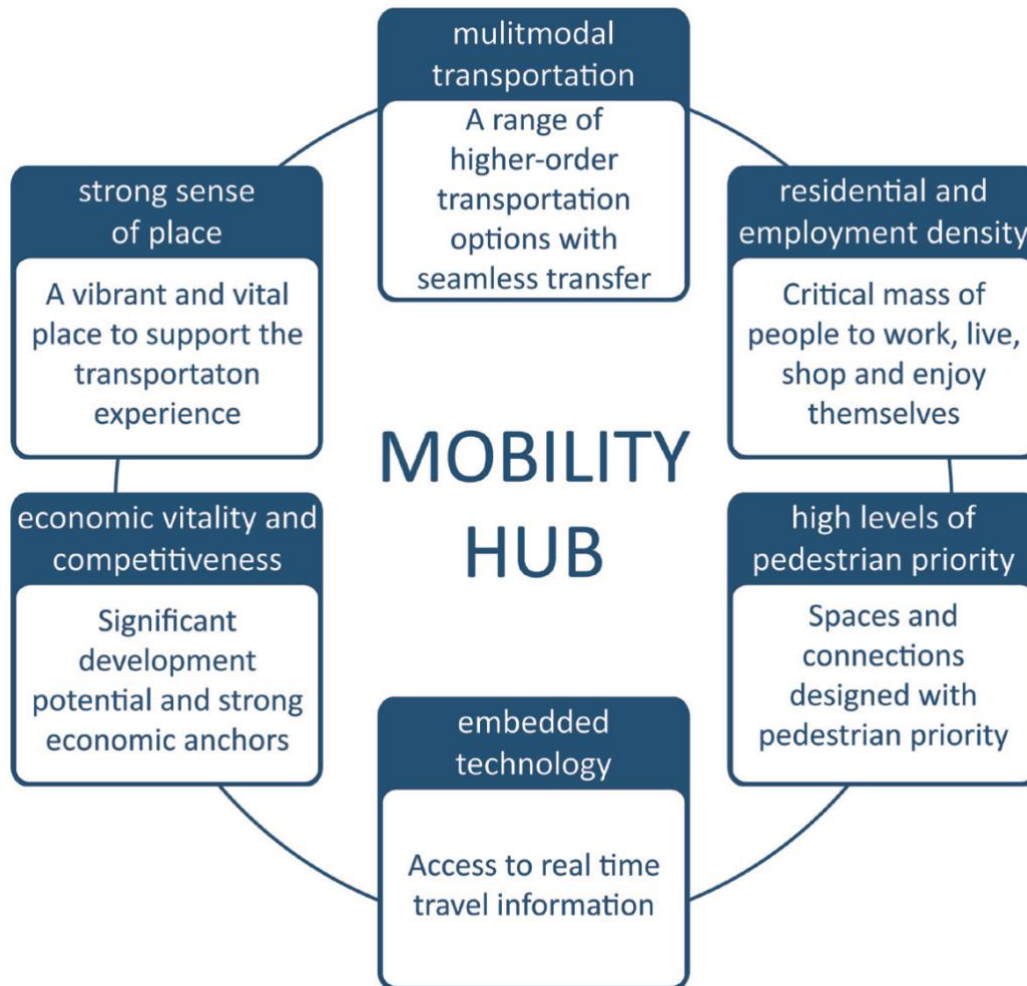 mulitmodal
transportation
A range of
higher-order
transportation
options with
seamless transfer
residential and
employment density
Critical mass of
people to work, live,
shop and enjoy
themselves
high levels of
pedestrian priority
Spaces and
connections
designed with
pedestrian priority
embedded
technology
Access to real time
travel information
economic vitality and
competitiveness
Significant
development
potential and strong
economic anchors
strong sense
of place
A vibrant and vital
place to support the
transportaton
experience
MOBILITY
HUB